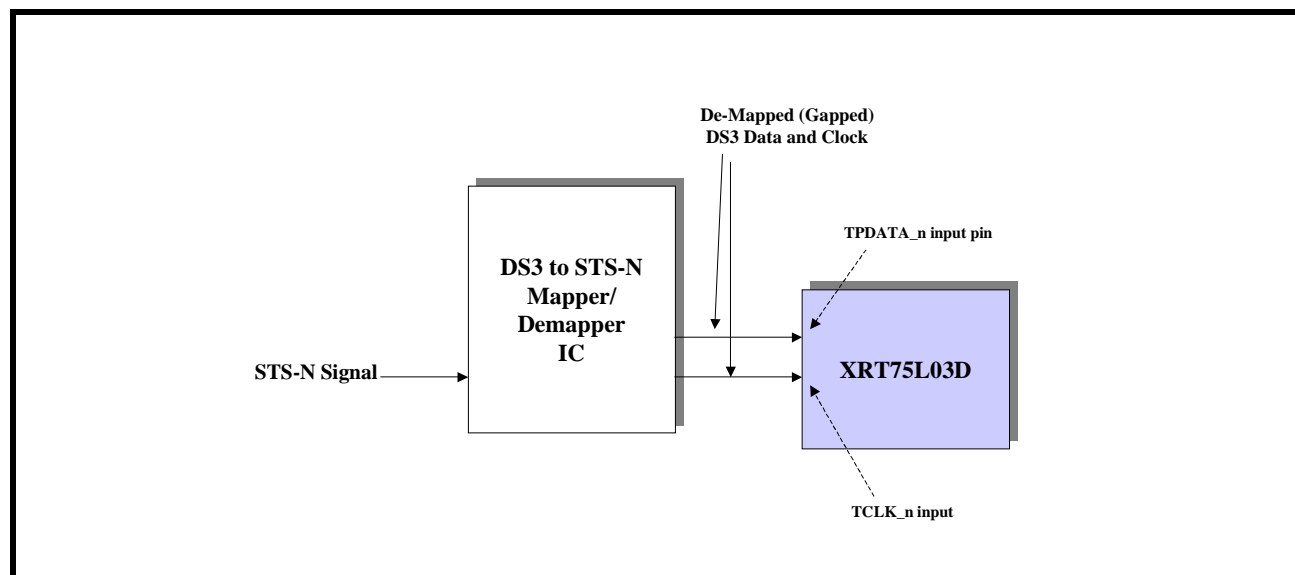 De-Mapped (Gapped)
DS3 Data and Clock
TPDATA_n input pin
DS3 to STS-N
Mapper/
Demapper
IC
STS-N Signal
XRT75L03D
TCLK_n input